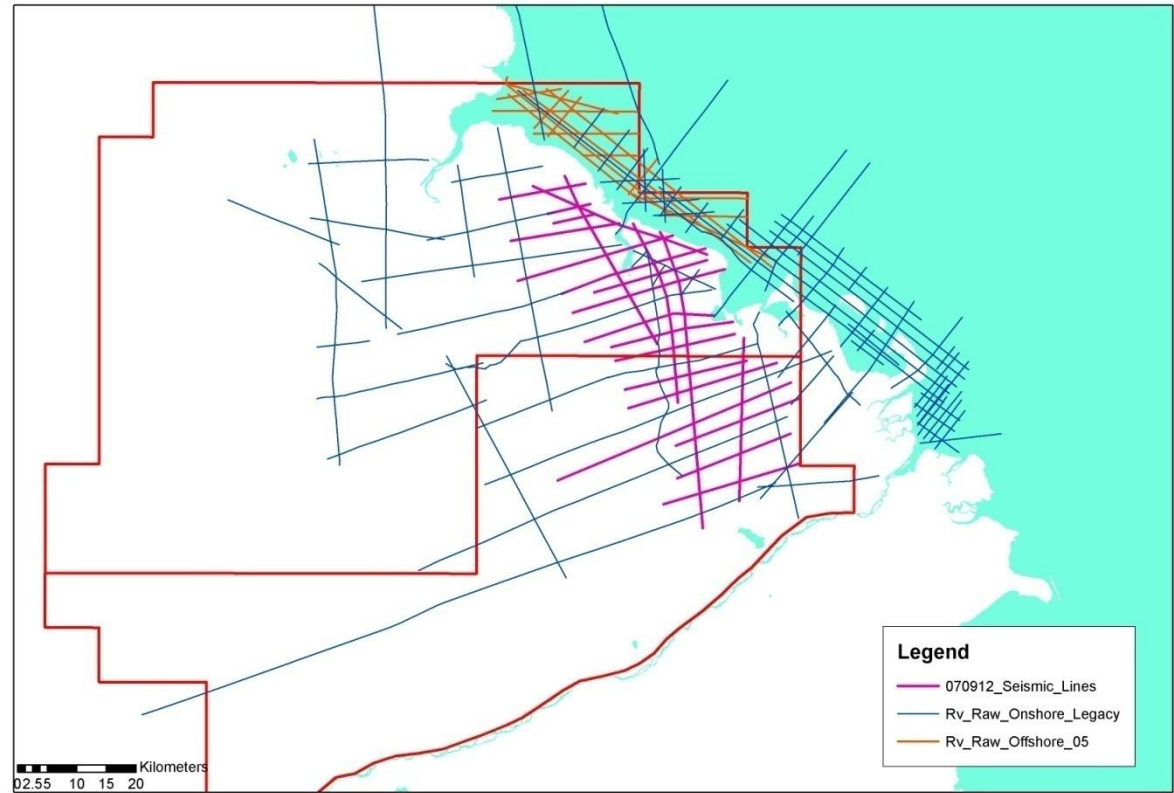 Legend
070912_Seismic_Lines
Rv_Raw_Onshore_Legacy
Rv_Raw_Offshore_05
Kilometers
02.55 10 15 20